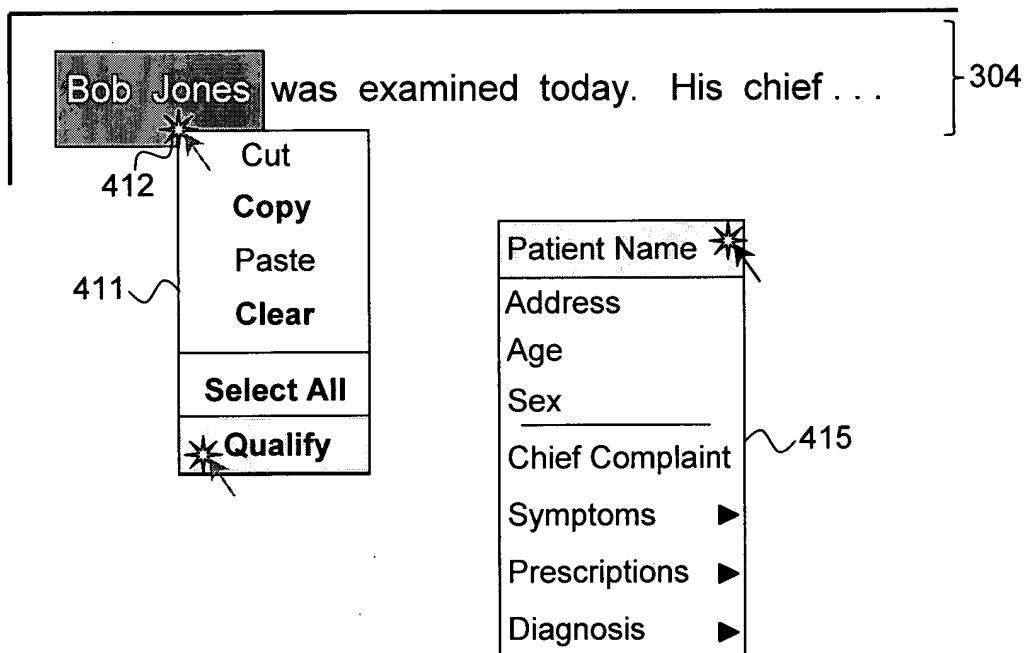 Bob Jones was examined today. His chief . . .
304
412
Cut
Copy
Paste
Clear
Select All
Qualify
411
Patient Name
Address
Age
Sex
Chief Complaint
Symptoms
Prescriptions
Diagnosis
415